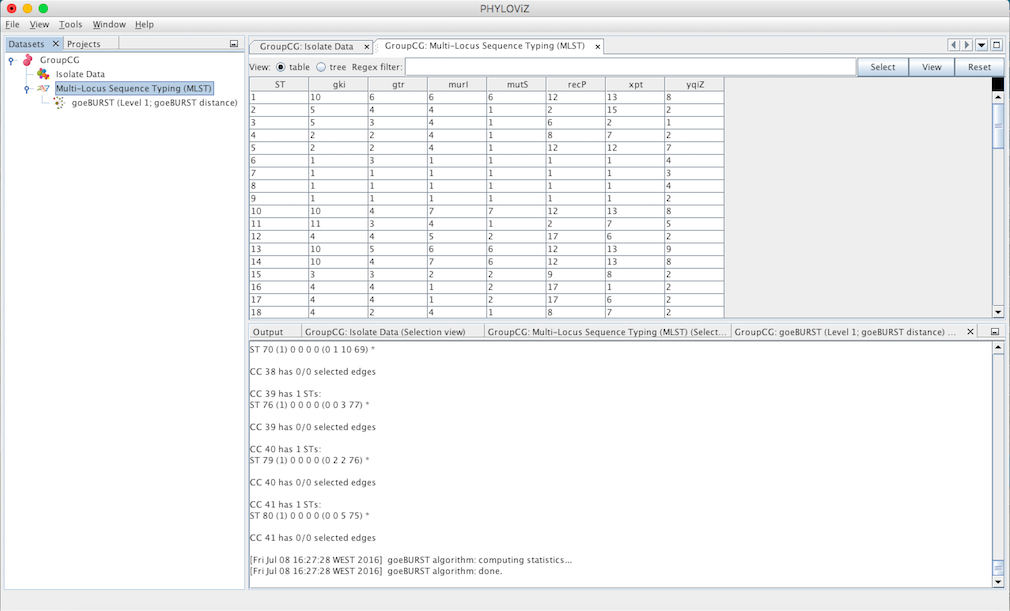 PHYLOViZ
File View Tools Window Help
Datasets Projects
GroupCG
Isolate Data
Multi-Locus Sequence Typing (MLST)
goeBURST (Level 1; goeBURST distance)
GroupCG: Isolate Data GroupCG: Multi-Locus Sequence Typing (MLST)
View: table tree Regex filter: Select View Reset
ST gki gtr murI mutS recP xpt yqiZ
1 10 6 6 6 12 13 8
2 5 4 4 1 2 15 2
3 5 3 4 1 6 2 1
4 2 2 4 1 8 7 2
5 2 2 4 1 12 12 7
6 1 3 1 1 1 1 4
7 1 1 1 1 1 1 3
8 1 1 1 1 1 1 4
9 1 1 1 1 1 1 2
10 10 4 7 7 12 13 8
11 11 3 4 1 2 7 5
12 4 4 5 2 17 6 2
13 10 5 6 6 12 13 9
14 10 4 7 6 12 13 8
15 3 3 2 2 9 8 2
16 4 4 1 2 17 1 2
17 4 4 1 2 17 6 2
18 4 2 4 1 8 7 2
Output GroupCG: Isolate Data (Selection view) GroupCG: Multi-Locus Sequence Typing (MLST) (Select... GroupCG: goeBURST (Level 1; goeBURST distance) ...
ST 70 (1) 0 0 0 0 (0 1 10 69) *
CC 38 has 0/0 selected edges
CC 39 has 1 STs:
ST 76 (1) 0 0 0 0 (0 0 3 77) *
CC 39 has 0/0 selected edges
CC 40 has 1 STs:
ST 79 (1) 0 0 0 0 (0 2 2 76) *
CC 40 has 0/0 selected edges
CC 41 has 1 STs:
ST 80 (1) 0 0 0 0 (0 0 5 75) *
CC 41 has 0/0 selected edges
[Fri Jul 08 16:27:28 WEST 2016] goeBURST algorithm: computing statistics...
[Fri Jul 08 16:27:28 WEST 2016] goeBURST algorithm: done.